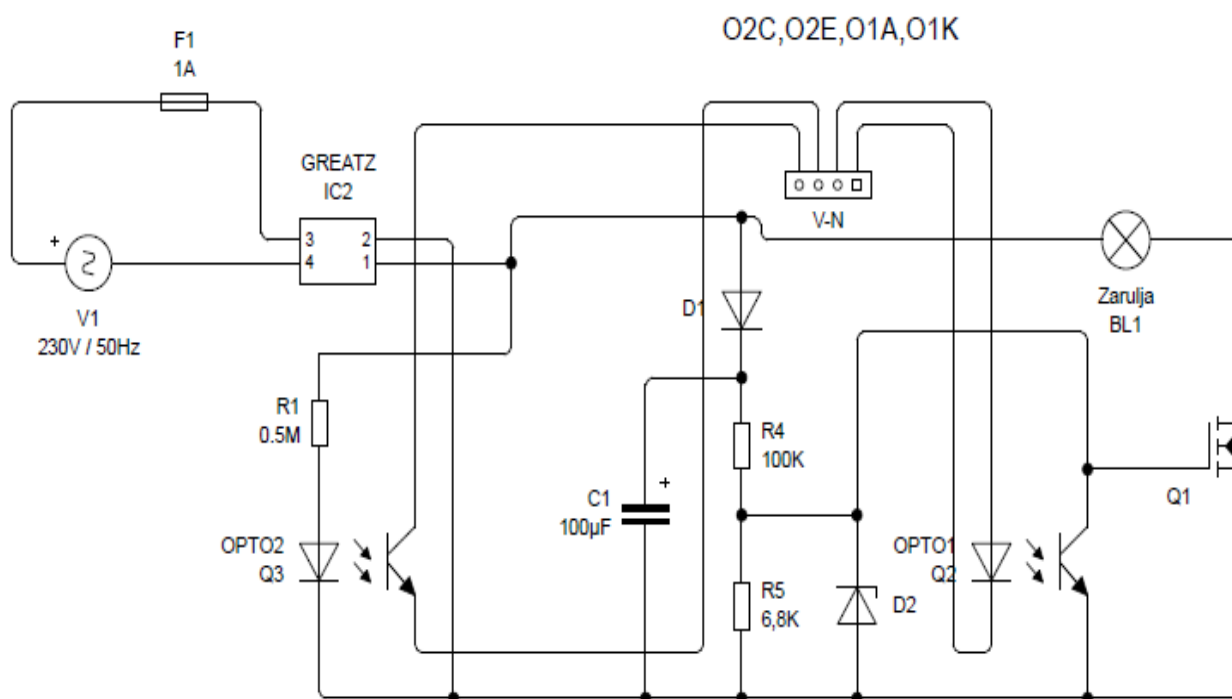 O2C,O2E,O1A,O1K
F1
1A
GREATZ
IC2
3
2
4
1
V-N
+
V1
230V / 50Hz
D1
Zarulja
BL1
R1
0.5M
R4
100K
+
C1
100µF
Q1
OPTO2
Q3
OPTO1
Q2
R5
6,8K
D2